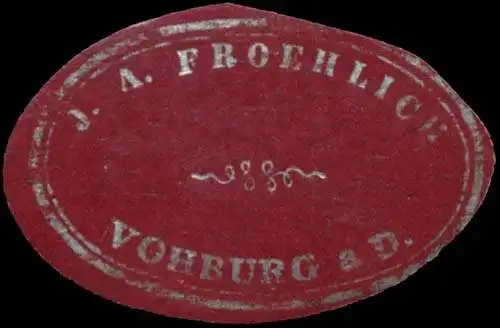 J. A. FROEHLICH
VOHBURG a D.